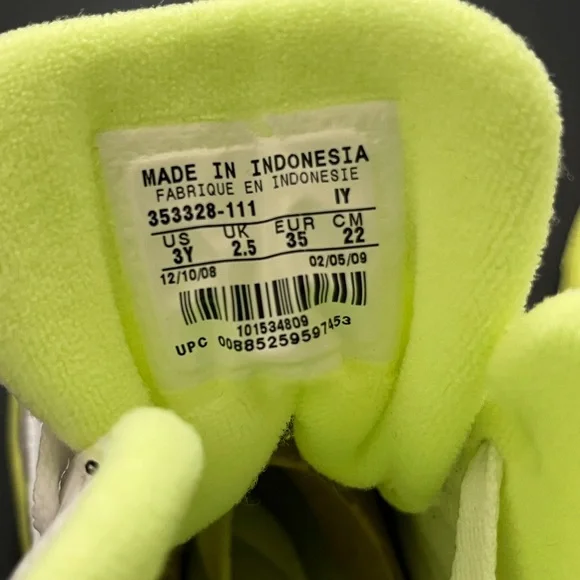 MADE IN INDONESIA
FABRIQUE EN INDONESIE
353328-111 IY
US UK EUR CM
3Y 2.5 35 22
12/10/08 02/05/09
101534809
UPC 00885259597453